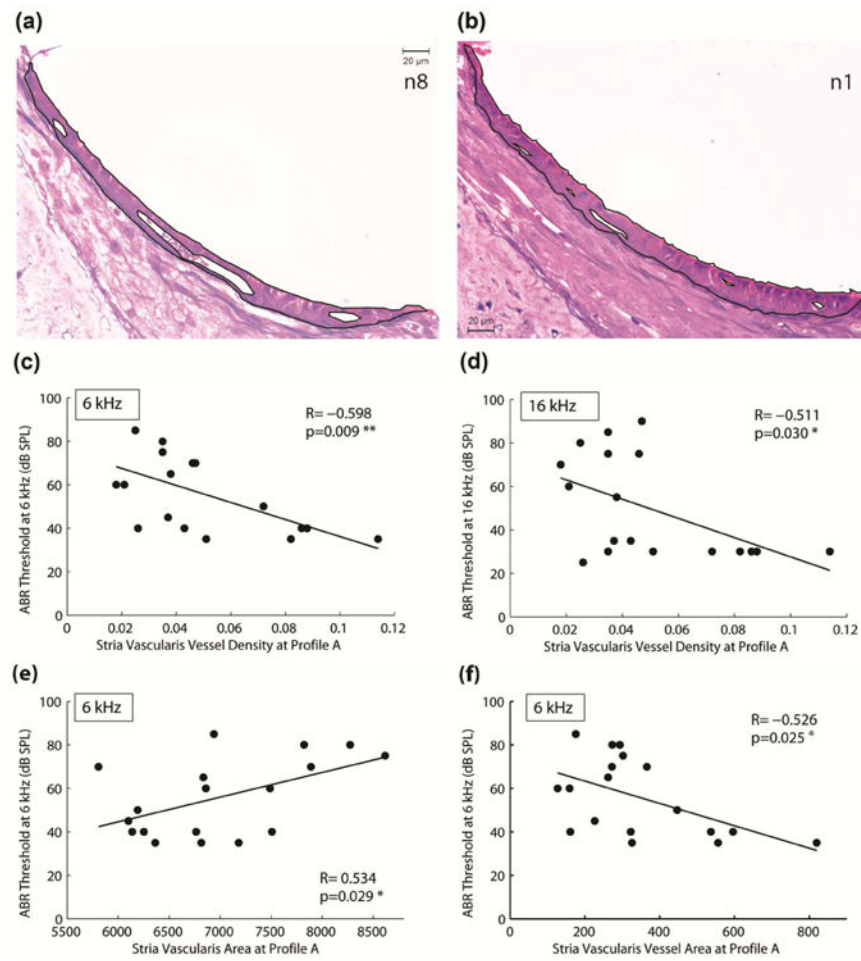 (a)
20 µm
n8
(b)
n1
20 µm
(c)
6 kHz
R= −0.598
p=0.009 **
ABR Threshold at 6 kHz (dB SPL)
100
80
60
40
20
0
0 0.02 0.04 0.06 0.08 0.1 0.12
Stria Vascularis Vessel Density at Profile A
(d)
16 kHz
R= −0.511
p=0.030 *
ABR Threshold at 16 kHz (dB SPL)
100
80
60
40
20
0
0 0.02 0.04 0.06 0.08 0.1 0.12
Stria Vascularis Vessel Density at Profile A
(e)
6 kHz
R= 0.534
p=0.029 *
ABR Threshold at 6 kHz (dB SPL)
100
80
60
40
20
0
5500 6000 6500 7000 7500 8000 8500
Stria Vascularis Area at Profile A
(f)
6 kHz
R= −0.526
p=0.025 *
ABR Threshold at 6 kHz (dB SPL)
100
80
60
40
20
0
0 200 400 600 800
Stria Vascularis Vessel Area at Profile A